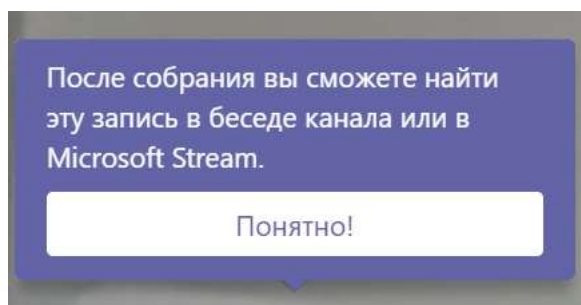 После собрания вы сможете найти
эту запись в беседе канала или в
Microsoft Stream.
Понятно!